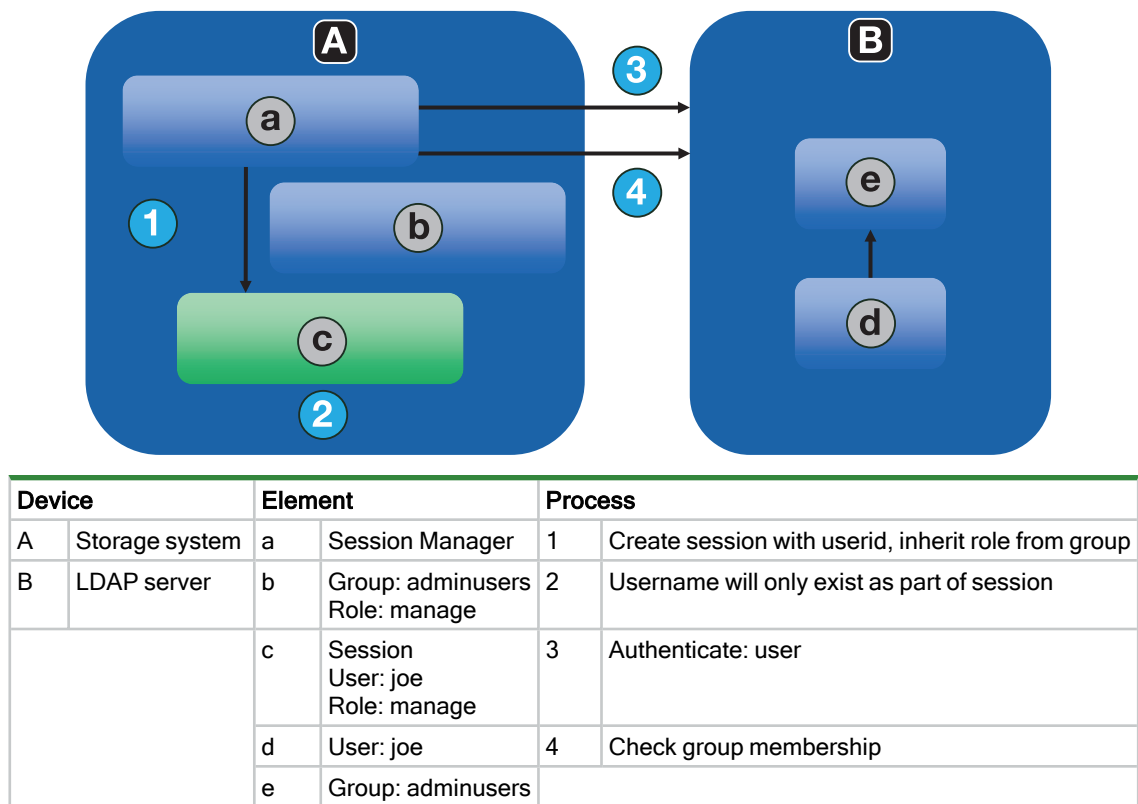 A
B
3
a
4
e
1
b
d
c
2
Device Element Process
A Storage system a Session Manager 1 Create session with userid, inherit role from group
B LDAP server b Group: adminusers 2 Username will only exist as part of session
Role: manage
c Session 3 Authenticate: user
User: joe
Role: manage
d User: joe 4 Check group membership
e Group: adminusers